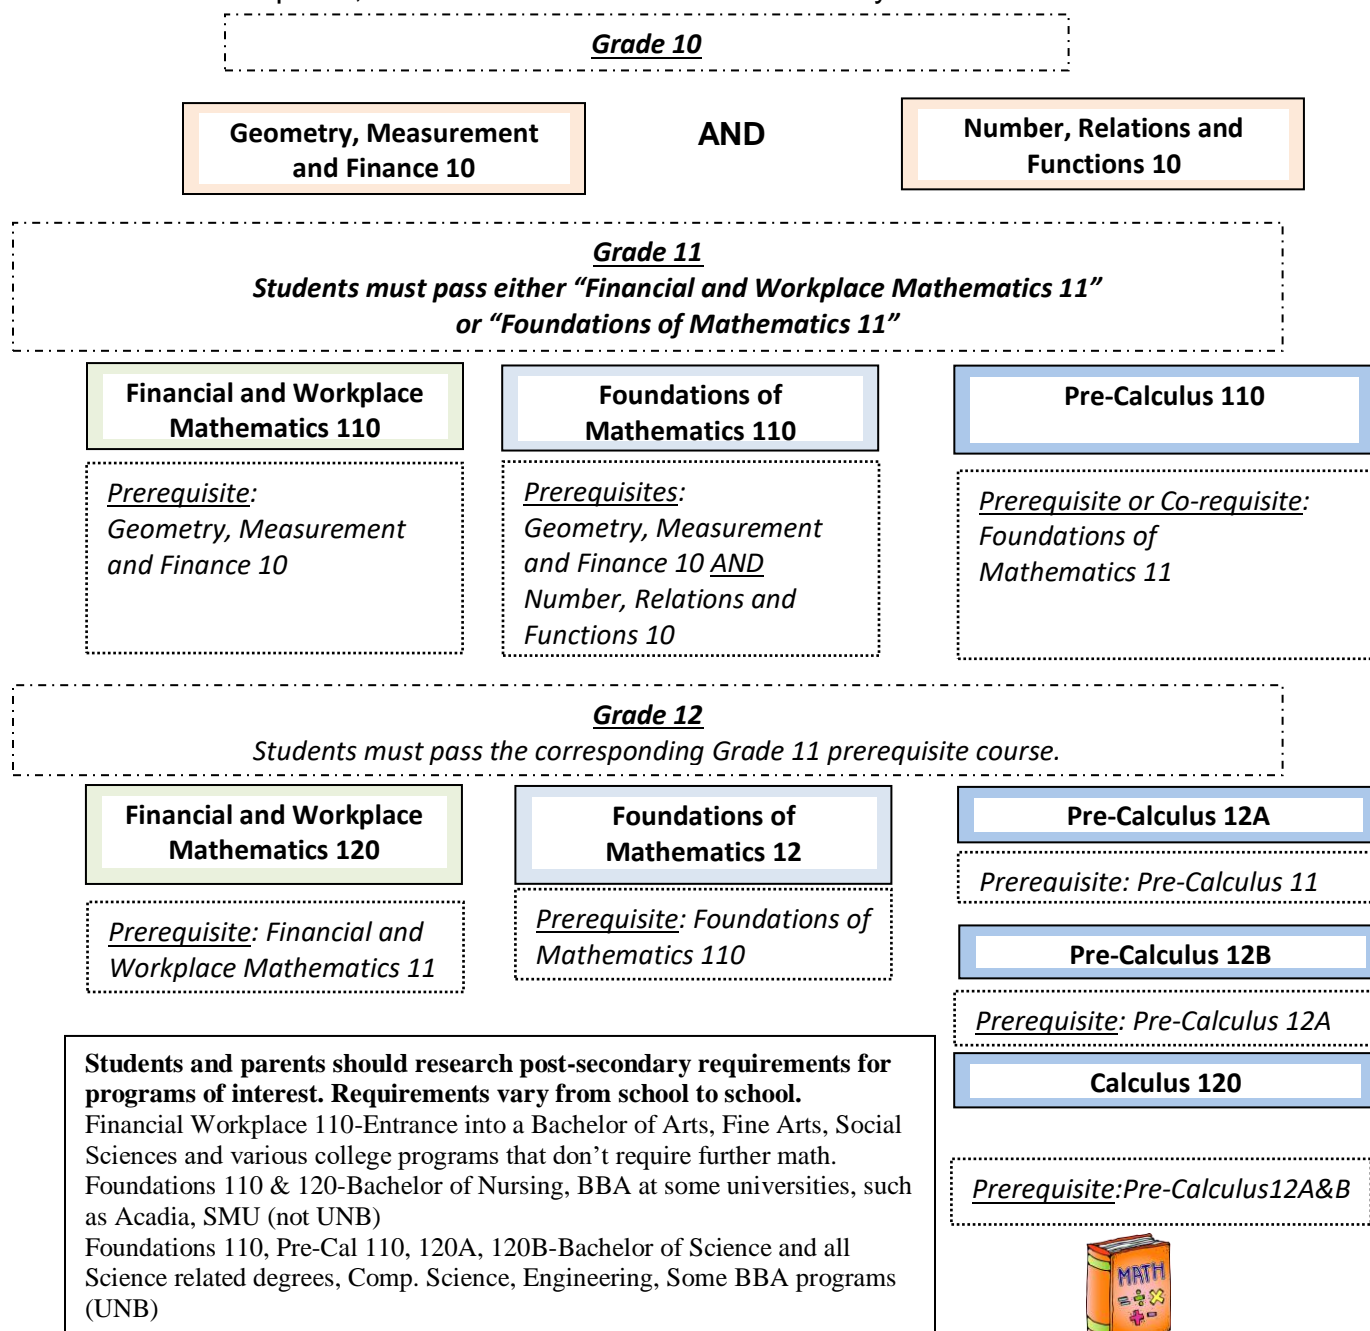 Grade 10
Geometry, Measurement
and Finance 10
AND
Number, Relations and
Functions 10
Grade 11
Students must pass either “Financial and Workplace Mathematics 11”
or “Foundations of Mathematics 11”
Financial and Workplace
Mathematics 110
Foundations of
Mathematics 110
Pre-Calculus 110
Prerequisite:
Geometry, Measurement
and Finance 10
Prerequisites:
Geometry, Measurement
and Finance 10 AND
Number, Relations and
Functions 10
Prerequisite or Co-requisite:
Foundations of
Mathematics 11
Grade 12
Students must pass the corresponding Grade 11 prerequisite course.
Financial and Workplace
Mathematics 120
Foundations of
Mathematics 12
Pre-Calculus 12A
Prerequisite: Financial and
Workplace Mathematics 11
Prerequisite: Foundations of
Mathematics 110
Prerequisite: Pre-Calculus 11
Pre-Calculus 12B
Prerequisite: Pre-Calculus 12A
Calculus 120
Prerequisite:Pre-Calculus12A&B
Students and parents should research post-secondary requirements for
programs of interest. Requirements vary from school to school.
Financial Workplace 110-Entrance into a Bachelor of Arts, Fine Arts, Social
Sciences and various college programs that don’t require further math.
Foundations 110 & 120-Bachelor of Nursing, BBA at some universities, such
as Acadia, SMU (not UNB)
Foundations 110, Pre-Cal 110, 120A, 120B-Bachelor of Science and all
Science related degrees, Comp. Science, Engineering, Some BBA programs
(UNB)
MATH
=÷×
+-